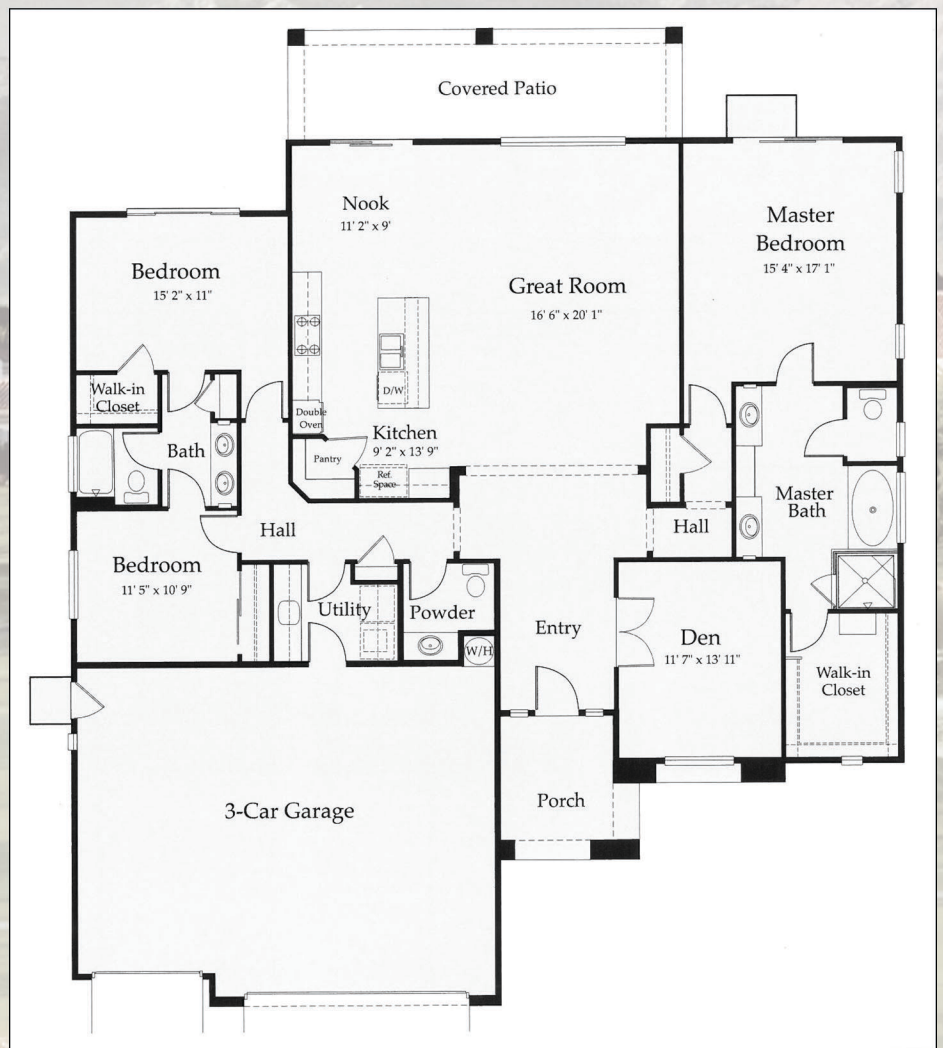 Covered Patio
Nook
11' 2" x 9'
Master
Bedroom
15' 4" x 17' 1"
Bedroom
15' 2" x 11"
Great Room
16' 6" x 20' 1"
D/W
Walk-in
Closet
Double
Oven
Kitchen
9' 2" x 13' 9"
Bath
Pantry
Ref.
Space
Master
Bath
Hall
Hall
Bedroom
11' 5" x 10' 9"
Utility
Powder
Entry
Den
11' 7" x 13' 11"
W/H
Walk-in
Closet
Porch
3-Car Garage